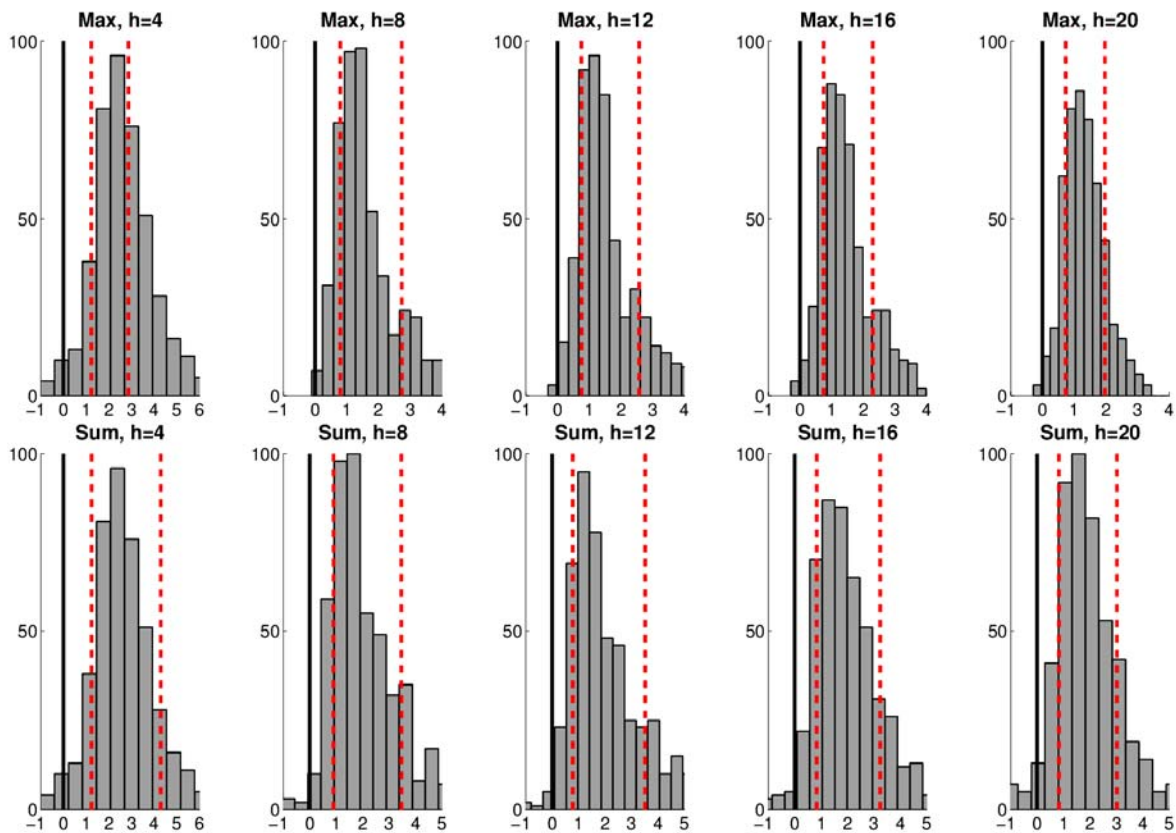 Max, h=4 Max, h=8 Max, h=12 Max, h=16 Max, h=20
100 100 100 100 100
50 50 50 50 50
0 0 0 0 0
−1 0 1 2 3 4 5 6 −1 0 1 2 3 4 −1 0 1 2 3 4 −1 0 1 2 3 4 −1 0 1 2 3 4
Sum, h=4 Sum, h=8 Sum, h=12 Sum, h=16 Sum, h=20
100 100 100 100 100
50 50 50 50 50
0 0 0 0 0
−1 0 1 2 3 4 5 6 −1 0 1 2 3 4 5 −1 0 1 2 3 4 5 −1 0 1 2 3 4 5 −1 0 1 2 3 4 5